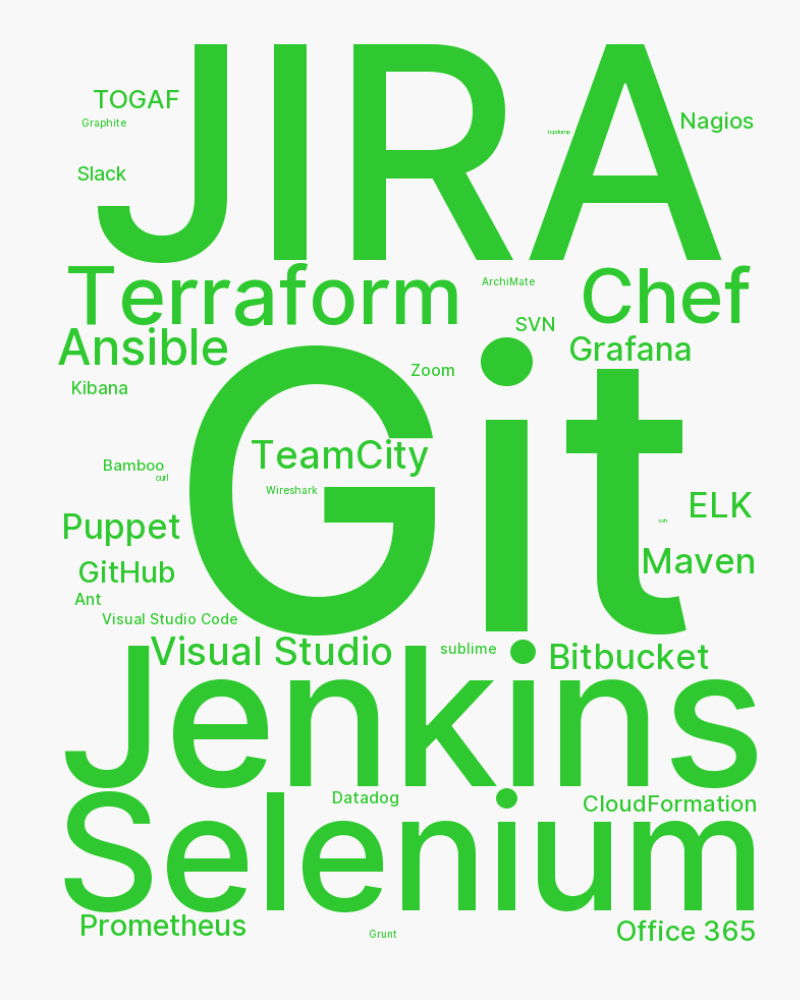 JIRA
TOGAF
Graphite
Nagios
tcpdump
Slack
Terraform
ArchiMate
Chef
SVN
Ansible
Grafana
Zoom
Kibana
Git
TeamCity
Bamboo
curl
Wireshark
ELK
Puppet
Maven
GitHub
Ant
Visual Studio Code
Visual Studio
sublime
Bitbucket
Jenkins
Datadog
CloudFormation
Selenium
Prometheus
Grunt
Office 365